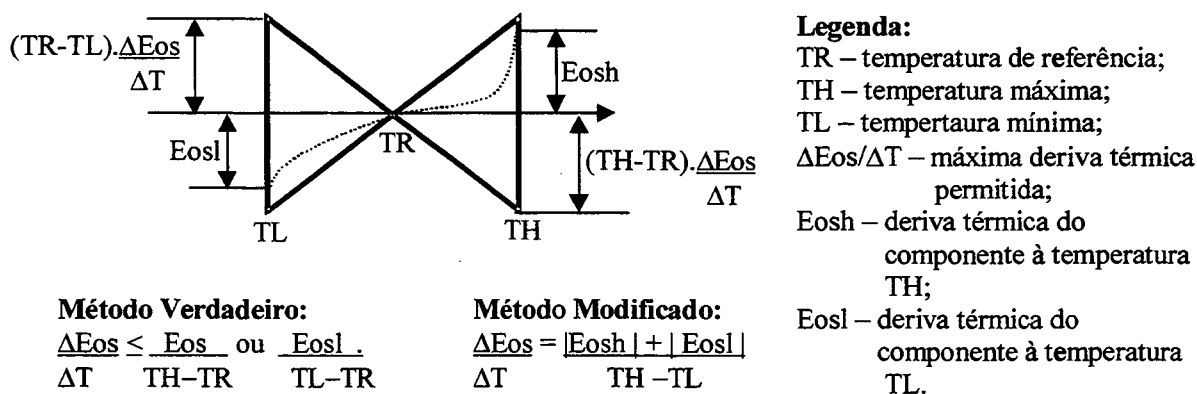 (TR-TL).ΔEos
ΔT
Eosl
TR
TL
Eosh
(TH-TR).ΔEos
ΔT
TH
Legenda:
TR – temperatura de referência;
TH – temperatura máxima;
TL – tempertaura mínima;
ΔEos/ΔT – máxima deriva térmica
permitida;
Eosh – deriva térmica do
componente à temperatura
TH;
Eosl – deriva térmica do
componente à temperatura
TL.
Método Verdadeiro:
ΔEos ≤ Eos ou Eosl .
ΔT TH–TR TL–TR
Método Modificado:
ΔEos = |Eosh | + | Eosl |
ΔT TH –TL